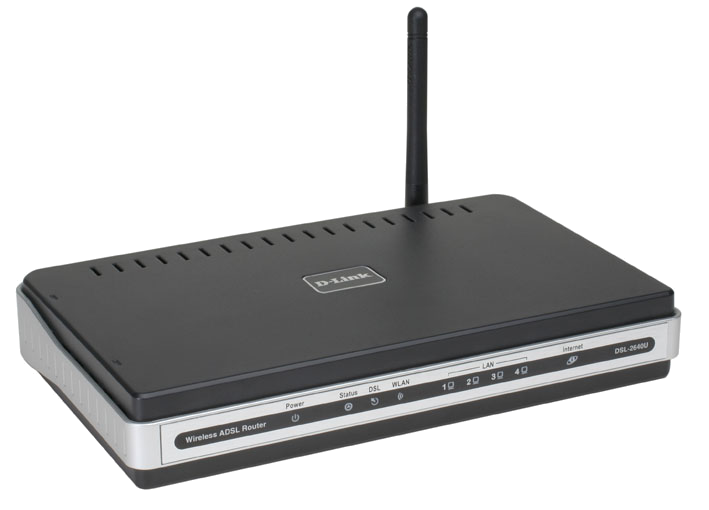 D-Link
Wireless ADSL Router
Power
Status
DSL
WLAN
LAN
1
2
3
4
internet
DSL-2640U